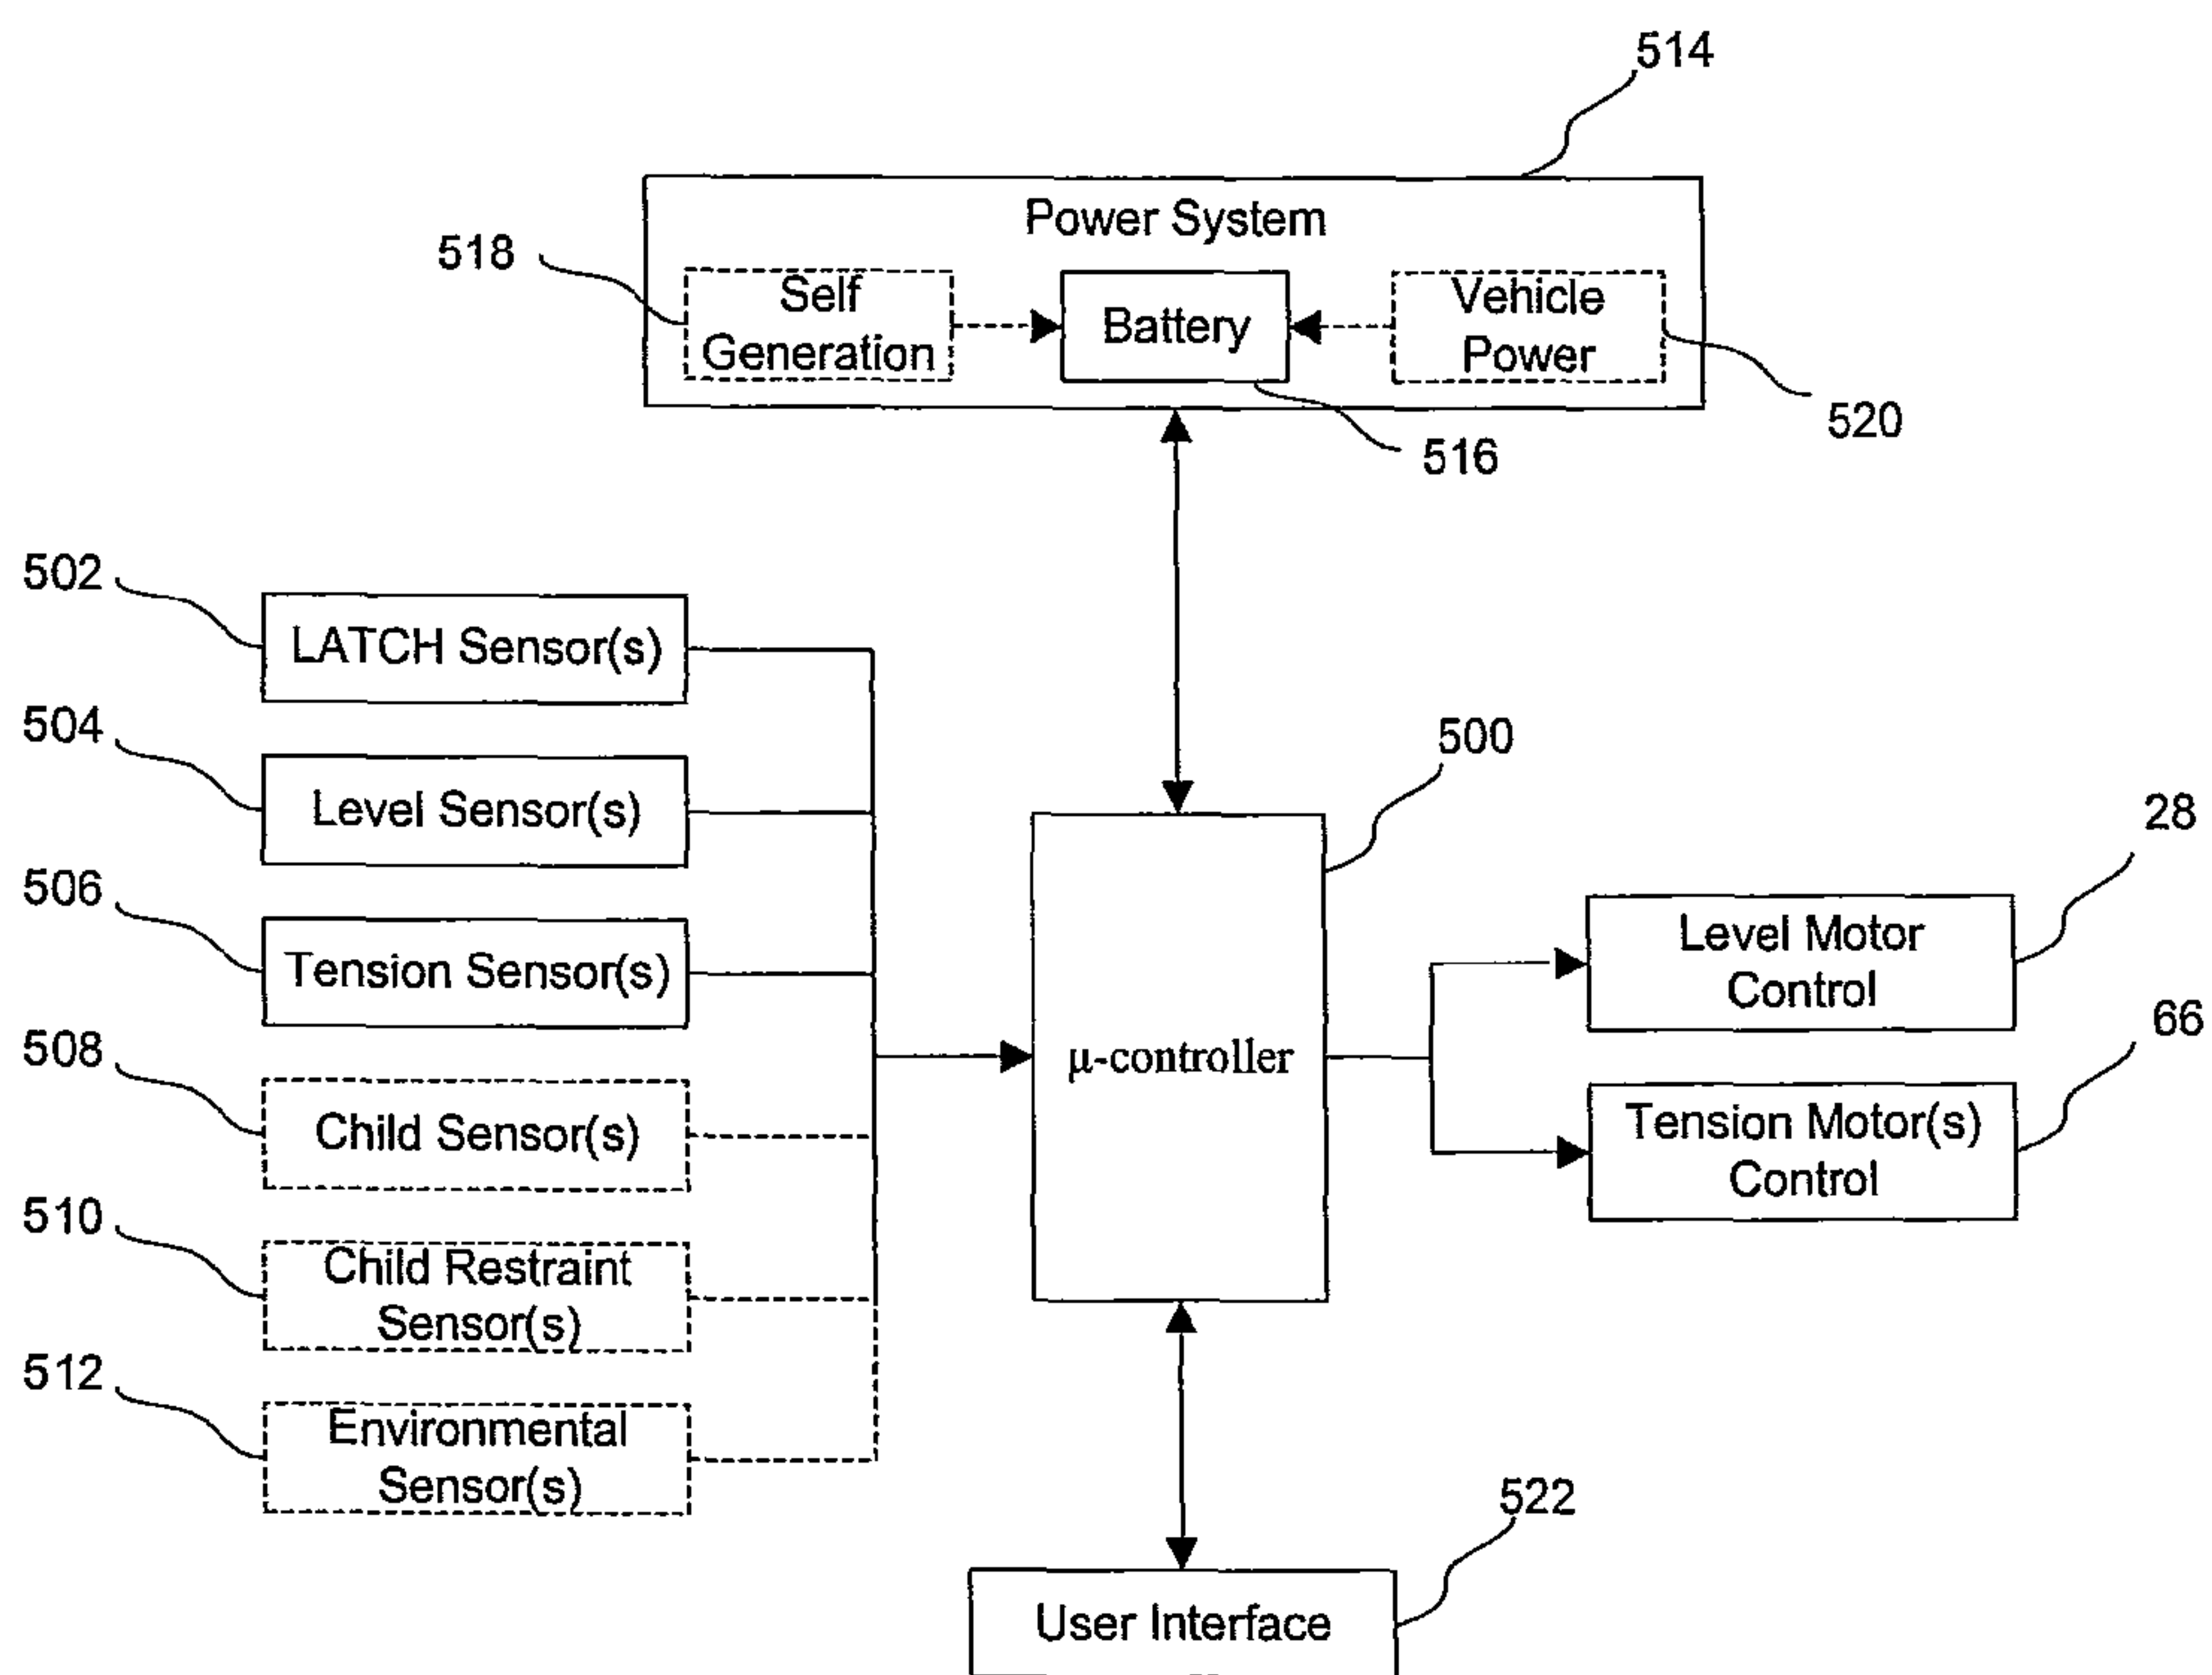 514
Power System
518
Self
Generation
Battery
Vehicle
Power
520
516
502
LATCH Sensor(s)
504
Level Sensor(s)
506
Tension Sensor(s)
508
Child Sensor(s)
510
Child Restraint
Sensor(s)
512
Environmental
Sensor(s)
500
μ-controller
28
Level Motor
Control
66
Tension Motor(s)
Control
522
User Interface